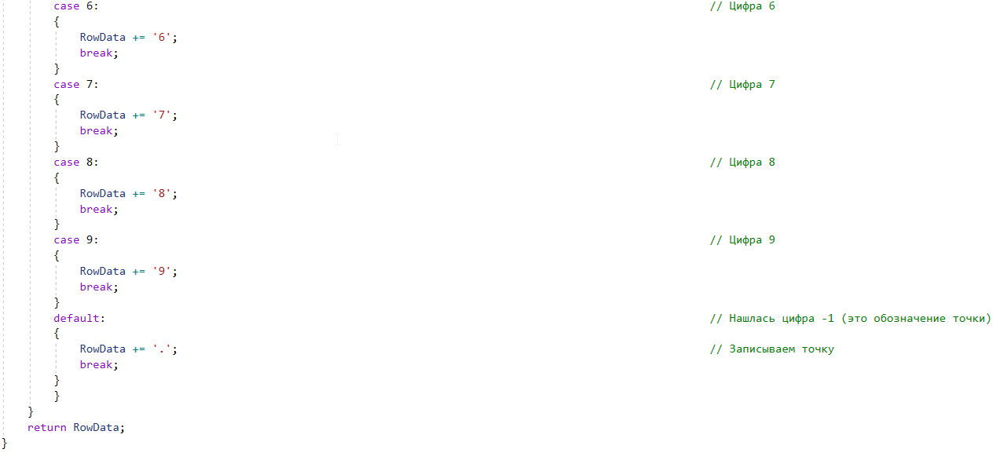 case 6: // Цифра 6
{
RowData += '6';
break;
}
case 7: // Цифра 7
{
RowData += '7';
break;
}
case 8: // Цифра 8
{
RowData += '8';
break;
}
case 9: // Цифра 9
{
RowData += '9';
break;
}
default: // Нашлась цифра -1 (это обозначение точки)
{
RowData += '.'; // Записываем точку
break;
}
}
}
return RowData;
}